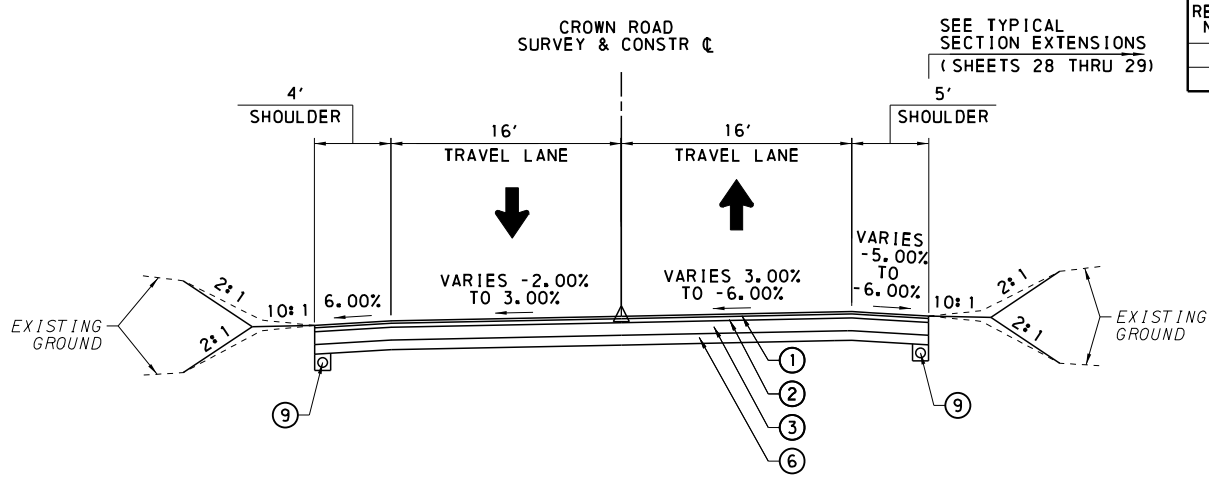 CROWN ROAD
SURVEY & CONSTR ℄
SEE TYPICAL
SECTION EXTENSIONS
(SHEETS 28 THRU 29)
RE
N
4'
SHOULDER
16'
TRAVEL LANE
16'
TRAVEL LANE
5'
SHOULDER
2:1
10:1
6.00%
VARIES -2.00%
TO 3.00%
VARIES 3.00%
TO -6.00%
VARIES
-5.00%
TO
-6.00%
10:1
2:1
EXISTING
GROUND
2:1
2:1
EXISTING
GROUND
1
2
3
6
9
9